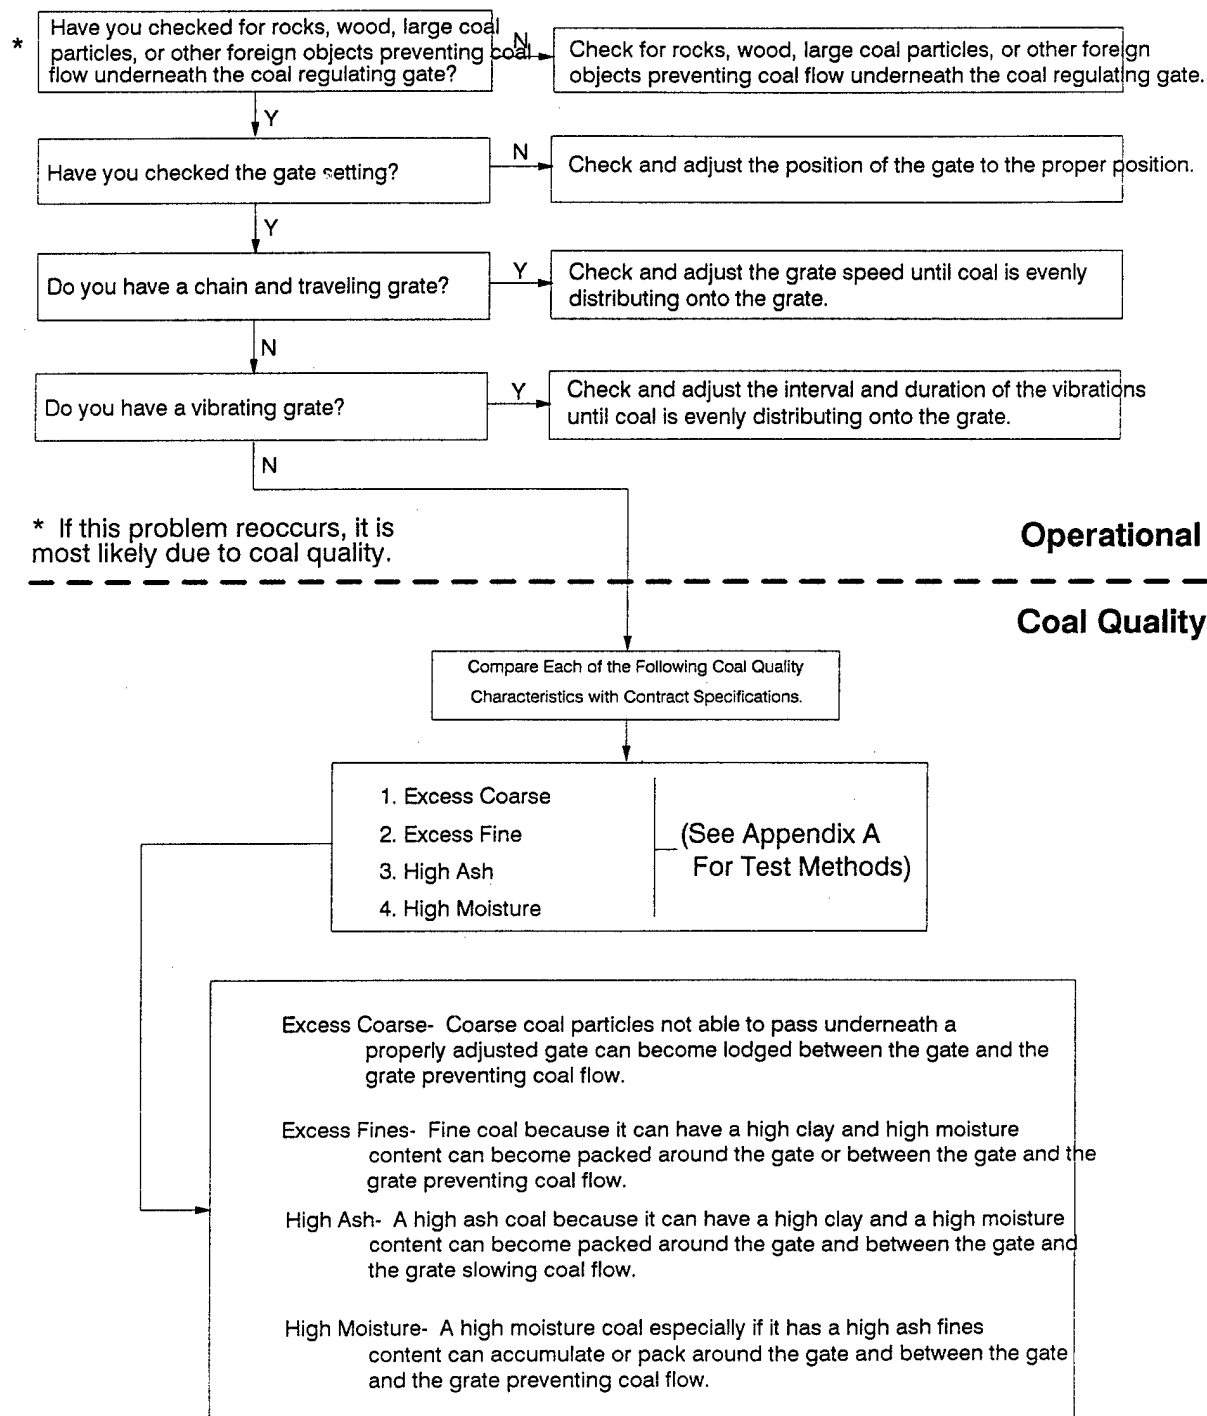 * Have you checked for rocks, wood, large coal
particles, or other foreign objects preventing coal
flow underneath the coal regulating gate?
N
Check for rocks, wood, large coal particles, or other foreign
objects preventing coal flow underneath the coal regulating gate.
Y
Have you checked the gate setting?
N
Check and adjust the position of the gate to the proper position.
Y
Do you have a chain and traveling grate?
Y
Check and adjust the grate speed until coal is evenly
distributing onto the grate.
N
Do you have a vibrating grate?
Y
Check and adjust the interval and duration of the vibrations
until coal is evenly distributing onto the grate.
N
* If this problem reoccurs, it is
most likely due to coal quality.
Operational
Coal Quality
Compare Each of the Following Coal Quality
Characteristics with Contract Specifications.
1. Excess Coarse
2. Excess Fine
3. High Ash
4. High Moisture
(See Appendix A
For Test Methods)
Excess Coarse- Coarse coal particles not able to pass underneath a
properly adjusted gate can become lodged between the gate and the
grate preventing coal flow.
Excess Fines- Fine coal because it can have a high clay and high moisture
content can become packed around the gate or between the gate and the
grate preventing coal flow.
High Ash- A high ash coal because it can have a high clay and a high moisture
content can become packed around the gate and between the gate and
the grate slowing coal flow.
High Moisture- A high moisture coal especially if it has a high ash fines
content can accumulate or pack around the gate and between the gate
and the grate preventing coal flow.